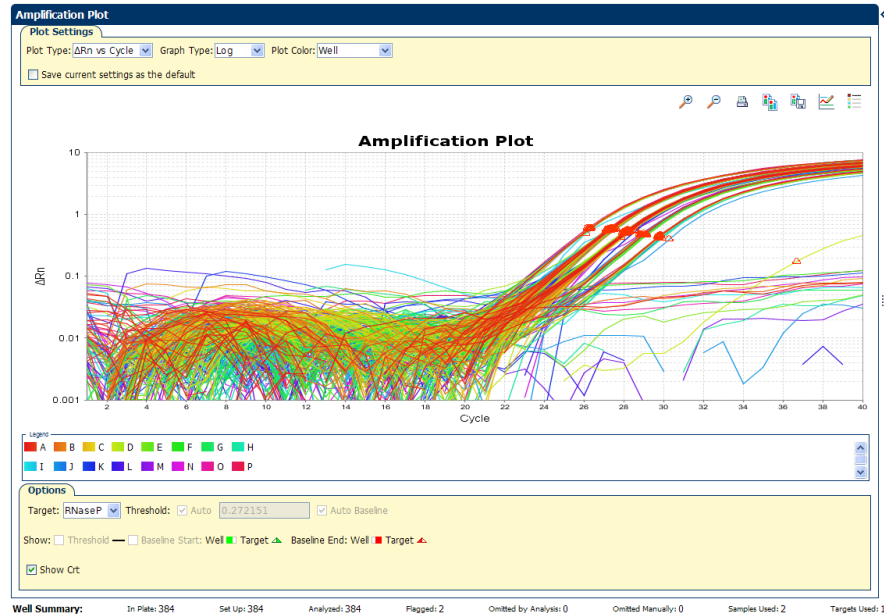 Amplification Plot
Plot Settings
Plot Type: ΔRn vs Cycle Graph Type: Log Plot Color: Well
Save current settings as the default
Amplification Plot
10
1
0.1
0.01
0.001
ΔRn
2 4 6 8 10 12 14 16 18 20 22 24 26 28 30 32 34 36 38 40
Cycle
Legend
A B C D E F G H
I J K L M N O P
Options
Target: RNaseP Threshold: Auto 0.272151 Auto Baseline
Show: Threshold Baseline Start: Well Target Baseline End: Well Target
Show Crt
Well Summary: In Plate: 384 Set Up: 384 Analyzed: 384 Flagged: 2 Omitted by Analysis: 0 Omitted Manually: 0 Samples Used: 2 Targets Used: 1